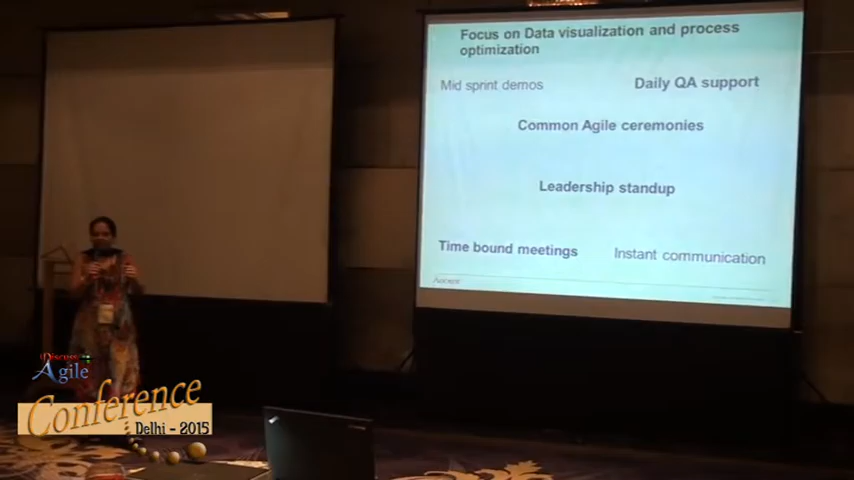 Focus on Data visualization and process
optimization
Mid sprint demos
Daily QA support
Common Agile ceremonies
Leadership standup
Time bound meetings
Instant communication
Discuss
Agile
Conference
Delhi - 2015